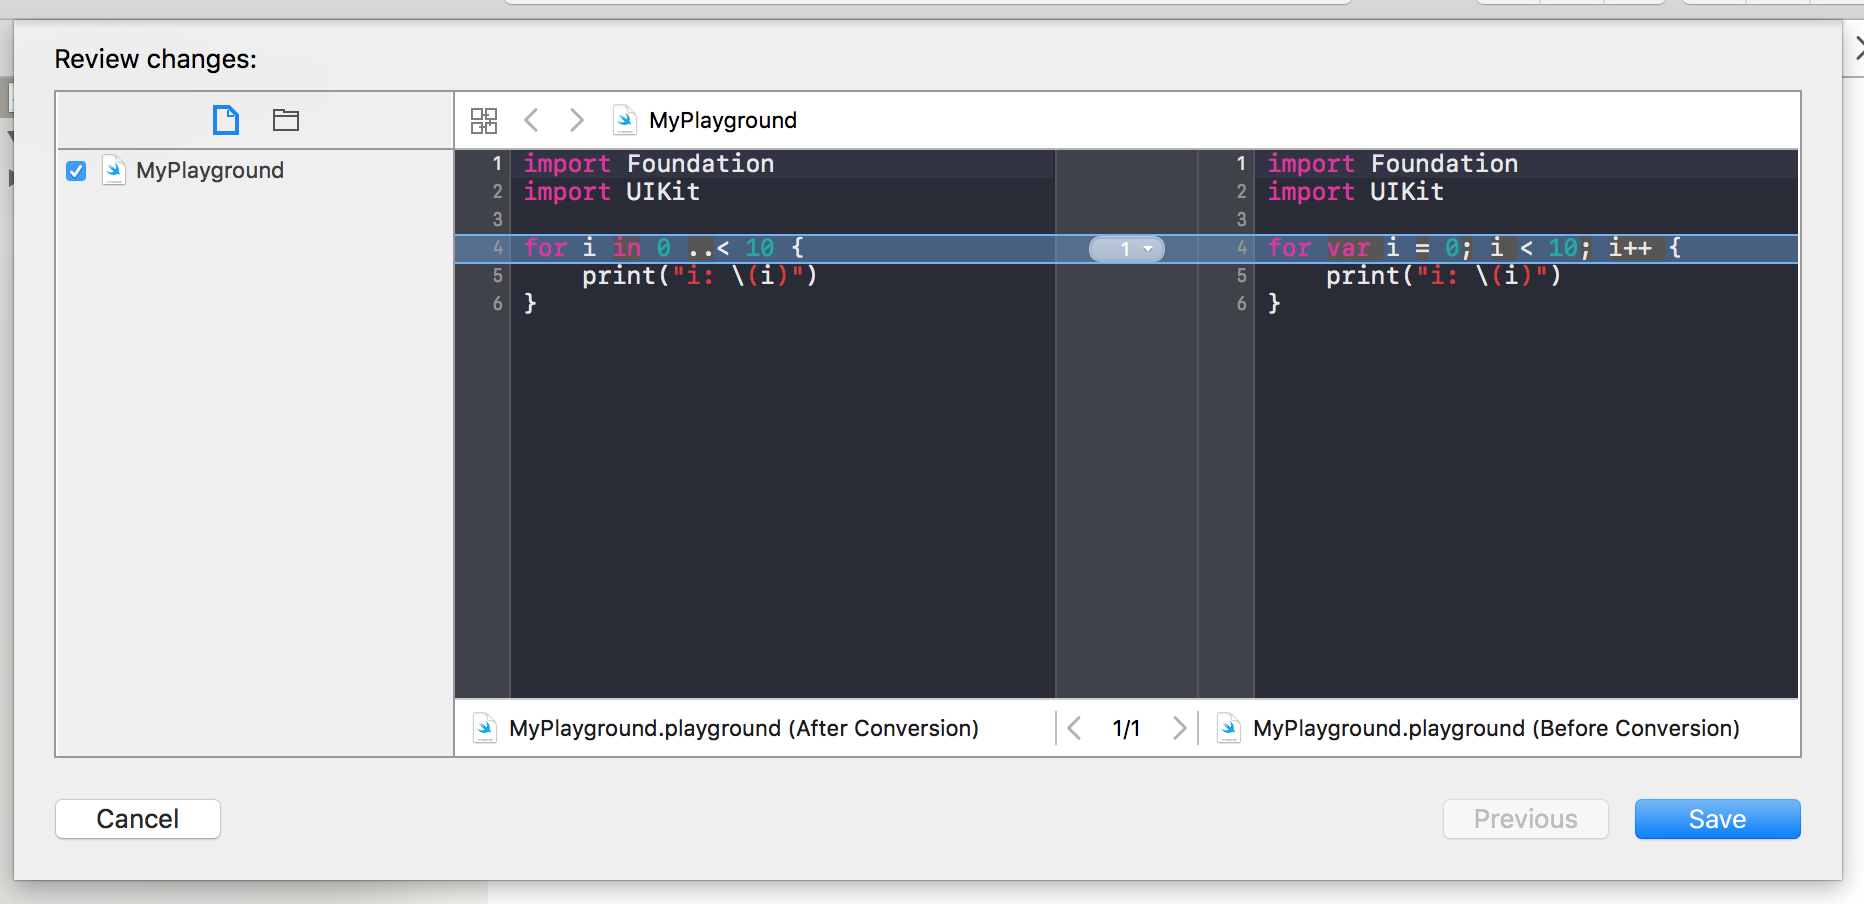 Review changes:
MyPlayground
MyPlayground
1 import Foundation
2 import UIKit
3
4 for i in 0 ..< 10 {
5 print("i: \(i)")
6 }
1
1 import Foundation
2 import UIKit
3
4 for var i = 0; i < 10; i++ {
5 print("i: \(i)")
6 }
MyPlayground.playground (After Conversion)
1/1
MyPlayground.playground (Before Conversion)
Cancel
Previous
Save